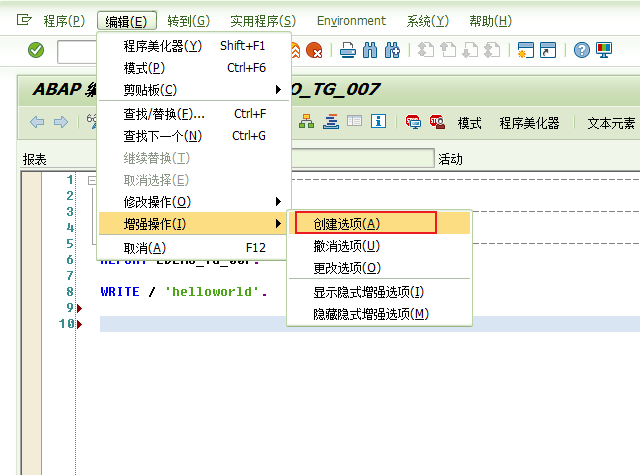 程序(P) 编辑(E) 转到(G) 实用程序(S) Environment 系统(Y) 帮助(H)
程序美化器(Y) Shift+F1
模式(P) Ctrl+F6
剪贴板(C)
查找/替换(F)... Ctrl+F
查找下一个(N) Ctrl+G
继续替换(T)
取消选择(E)
修改操作(O)
增强操作(I)
取消(A) F12
创建选项(A)
撤消选项(U)
更改选项(O)
显示隐式增强选项(I)
隐藏隐式增强选项(M)
ABAP 编 O_TG_007
模式 程序美化器 文本元素
报表 活动
1
2
3
4
5
6 REPORT ZDEMO_TG_007.
7
8 WRITE / 'helloworld'.
9
10